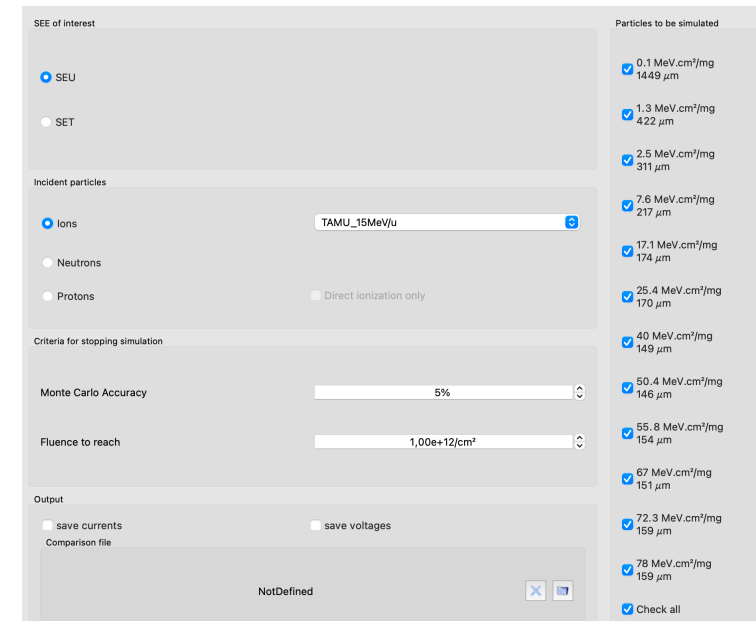 SEE of interest
SEU
SET
Incident particles
Ions
TAMU_15MeV/u
Neutrons
Protons
Direct ionization only
Criteria for stopping simulation
Monte Carlo Accuracy
5%
Fluence to reach
1,00e+12/cm²
Output
save currents
save voltages
Comparison file
NotDefined
Particles to be simulated
0.1 MeV.cm²/mg
1449 μm
1.3 MeV.cm²/mg
422 μm
2.5 MeV.cm²/mg
311 μm
7.6 MeV.cm²/mg
217 μm
17.1 MeV.cm²/mg
174 μm
25.4 MeV.cm²/mg
170 μm
40 MeV.cm²/mg
149 μm
50.4 MeV.cm²/mg
146 μm
55.8 MeV.cm²/mg
154 μm
67 MeV.cm²/mg
151 μm
72.3 MeV.cm²/mg
159 μm
78 MeV.cm²/mg
159 μm
Check all